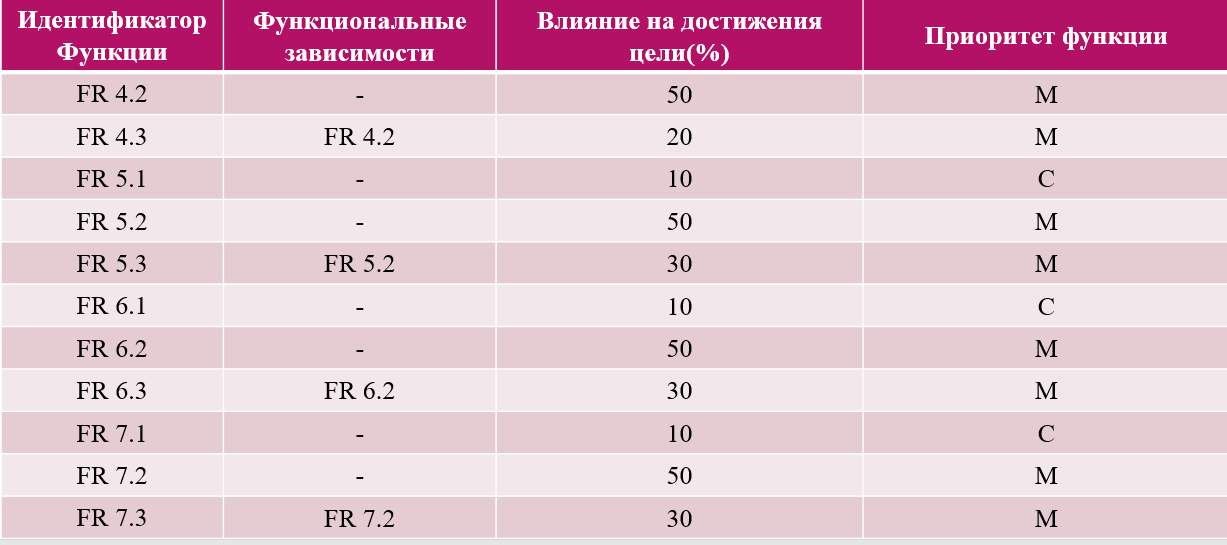 Идентификатор Функции | Функциональные зависимости | Влияние на достижения цели(%) | Приоритет функции
FR 4.2 | - | 50 | M
FR 4.3 | FR 4.2 | 20 | M
FR 5.1 | - | 10 | C
FR 5.2 | - | 50 | M
FR 5.3 | FR 5.2 | 30 | M
FR 6.1 | - | 10 | C
FR 6.2 | - | 50 | M
FR 6.3 | FR 6.2 | 30 | M
FR 7.1 | - | 10 | C
FR 7.2 | - | 50 | M
FR 7.3 | FR 7.2 | 30 | M